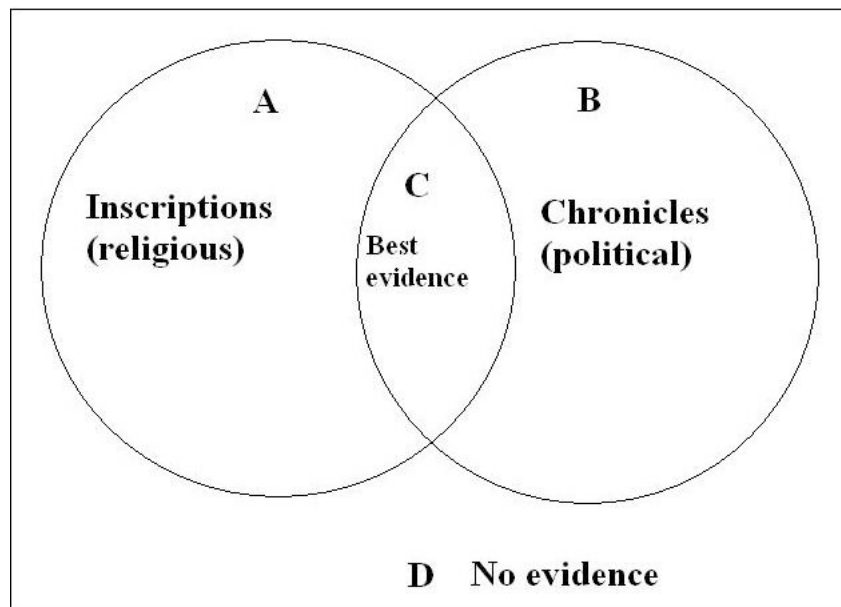 A
B
Inscriptions
(religious)
C
Best
evidence
Chronicles
(political)
D No evidence